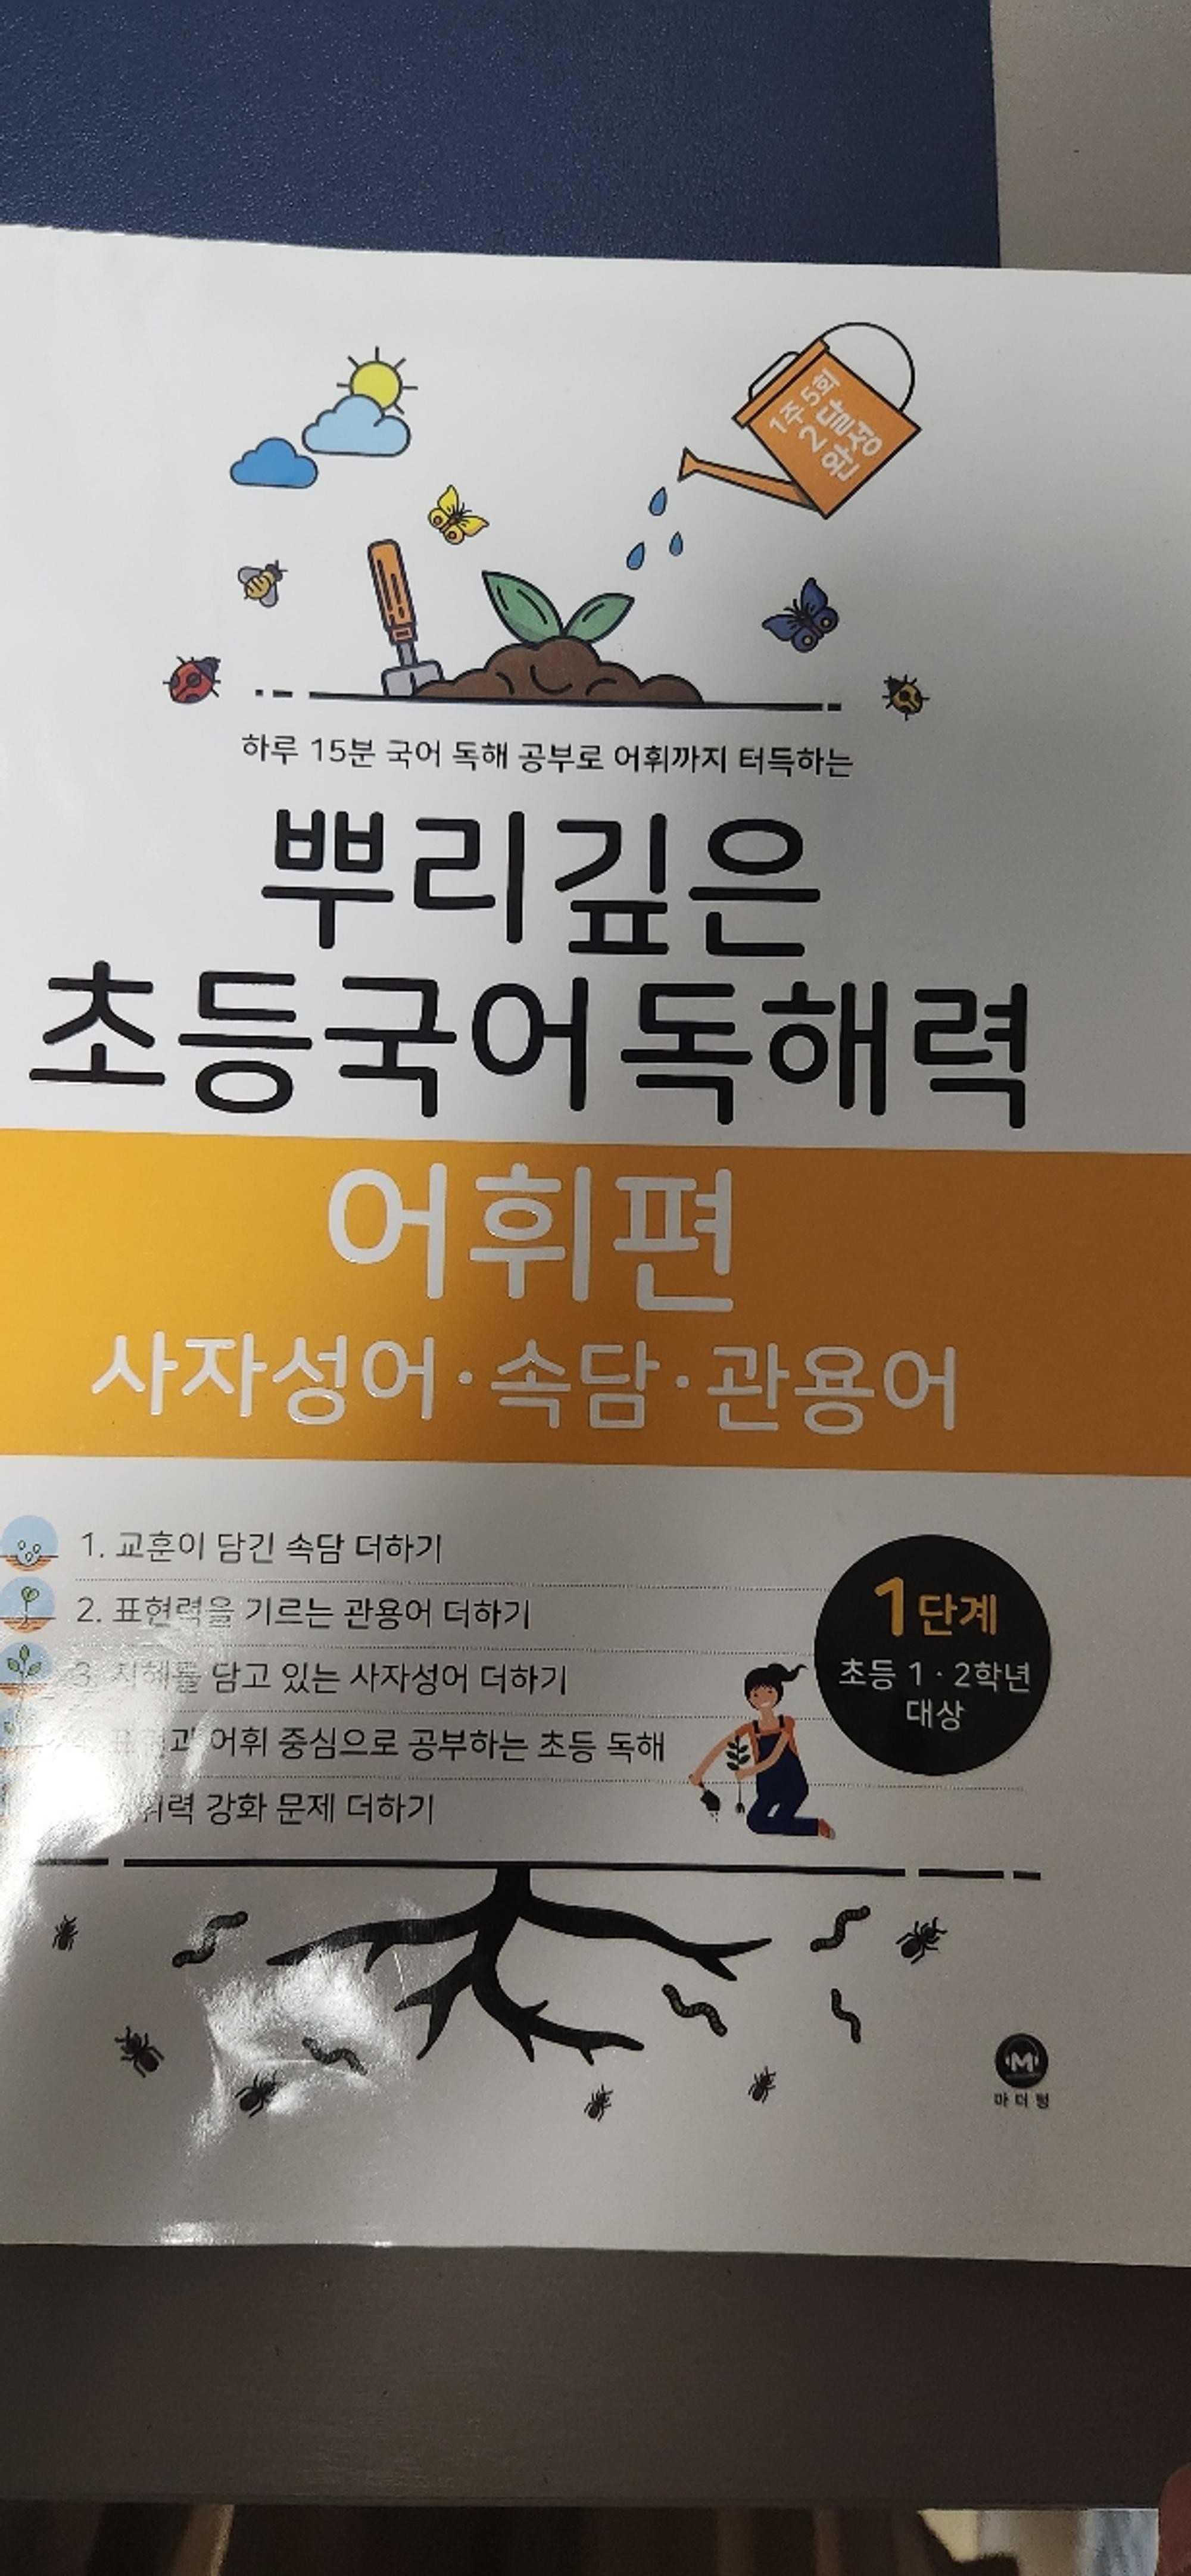 1주 5회
2달
완성
하루 15분 국어 독해 공부로 어휘까지 터득하는
뿌리깊은
초등국어독해력
어휘편
사자성어·속담·관용어
1. 교훈이 담긴 속담 더하기
2. 표현력을 기르는 관용어 더하기
3. 지혜를 담고 있는 사자성어 더하기
어휘 중심으로 공부하는 초등 독해
강화 문제 더하기
1단계
초등 1·2학년
대상
M
마더텅